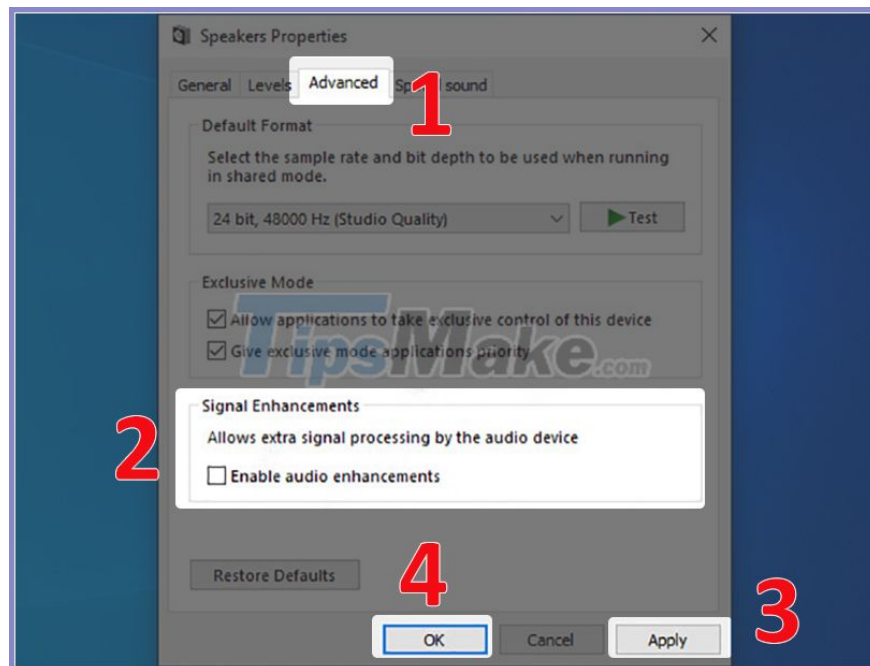 Speakers Properties
General Levels Advanced Spatial sound
1
Default Format
Select the sample rate and bit depth to be used when running
in shared mode.
24 bit, 48000 Hz (Studio Quality)
Test
Exclusive Mode
Allow applications to take exclusive control of this device
Give exclusive mode applications priority
TipsMake.com
2
Signal Enhancements
Allows extra signal processing by the audio device
Enable audio enhancements
Restore Defaults
4
3
OK Cancel Apply